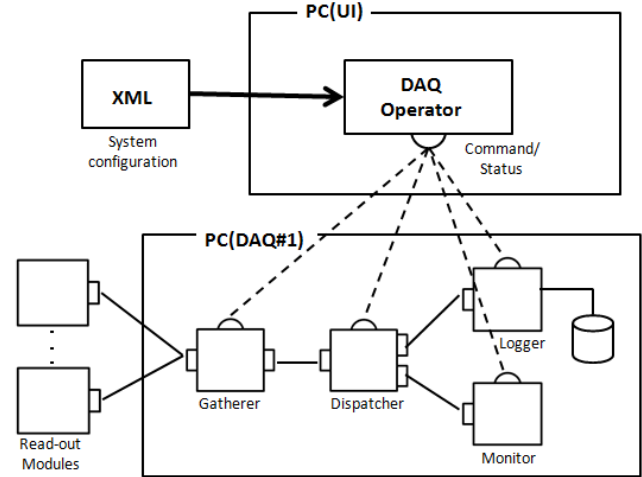 PC(UI)
XML
DAQ
Operator
System
configuration
Command/
Status
PC(DAQ#1)
Logger
Gatherer
Dispatcher
Read-out
Modules
Monitor